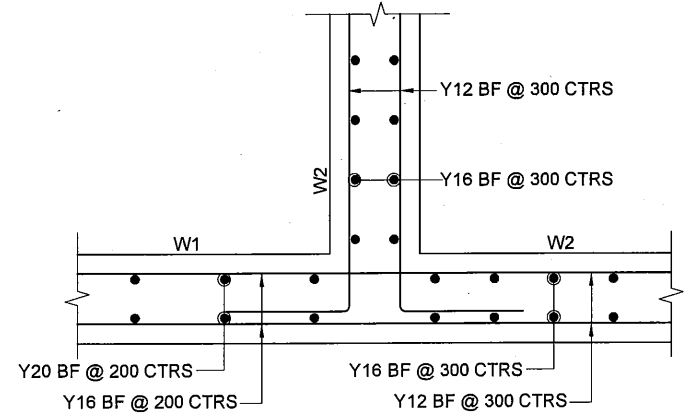 Y12 BF @ 300 CTRS
W2
Y16 BF @ 300 CTRS
W1
W2
Y20 BF @ 200 CTRS
Y16 BF @ 300 CTRS
Y16 BF @ 200 CTRS
Y12 BF @ 300 CTRS